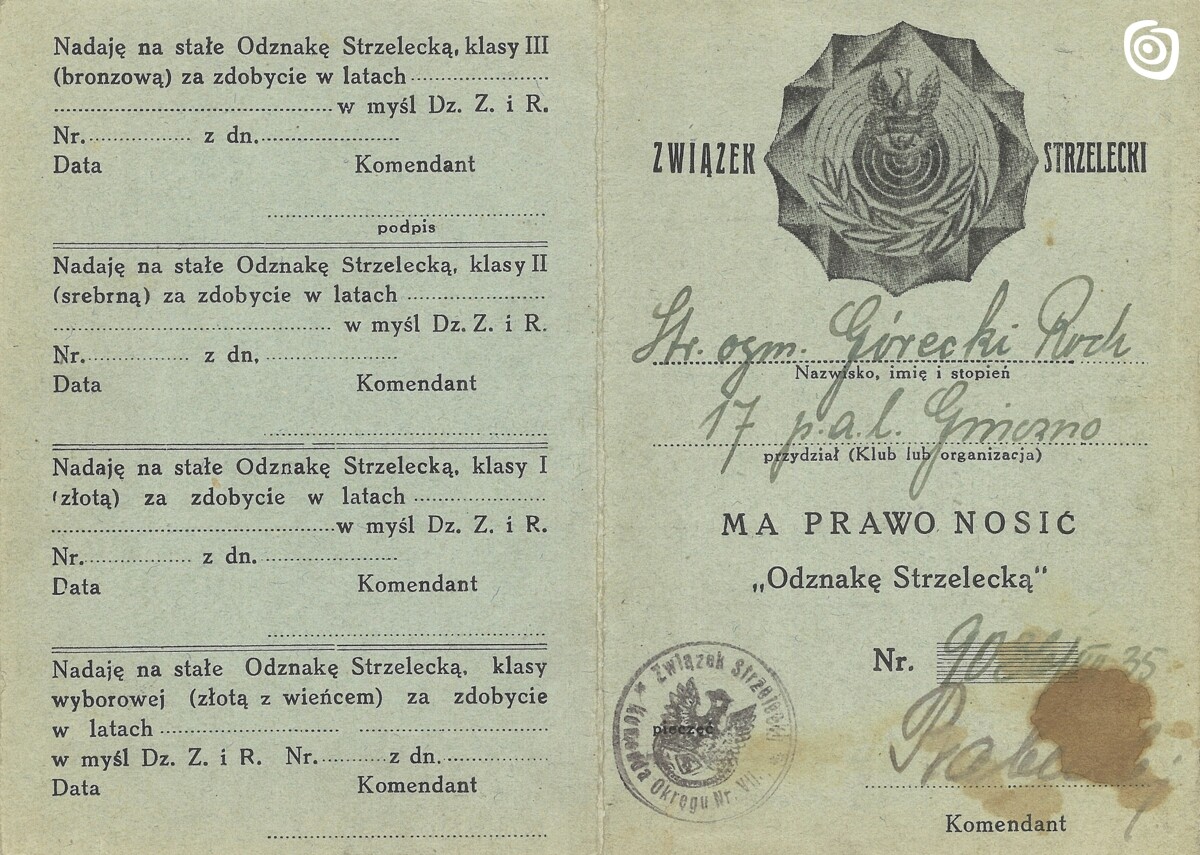 Nadaję na stałe Odznakę Strzelecką, klasy III
(bronzową) za zdobycie w latach
w myśl Dz. Z. i R.
Nr. z dn.
Data Komendant
podpis
Nadaję na stałe Odznakę Strzelecką, klasy II
(srebrną) za zdobycie w latach
w myśl Dz. Z. i R.
Nr. z dn.
Data Komendant
Nadaję na stałe Odznakę Strzelecką, klasy I
(złotą) za zdobycie w latach
w myśl Dz. Z. i R.
Nr. z dn.
Data Komendant
Nadaję na stałe Odznakę Strzelecką, klasy
wyborowej (złotą z wieńcem) za zdobycie
w latach
w myśl Dz. Z. i R. Nr. z dn.
Data Komendant
ZWIĄZEK STRZELECKI
Str. ogm. Górecki Roch
Nazwisko, imię i stopień
17 p.a.l. Gniezno
przydział (Klub lub organizacja)
MA PRAWO NOSIĆ
„Odznakę Strzelecką"
Nr.
Związek Strzelecki
pieczęć
Komenda Okręgu Nr. VII.
Komendant